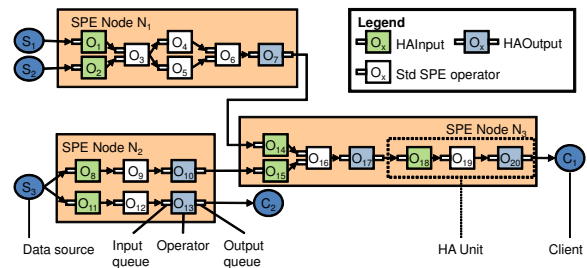 SPE Node N1
S1
S2
O1
O2
O3
O4
O5
O6
O7
Legend
Ox HAInput
Ox HAOutput
Ox Std SPE operator
SPE Node N2
S3
O8
O9
O10
O11
O12
O13
C2
SPE Node N3
O14
O15
O16
O17
O18
O19
O20
C1
Data source
Input queue
Operator
Output queue
HA Unit
Client